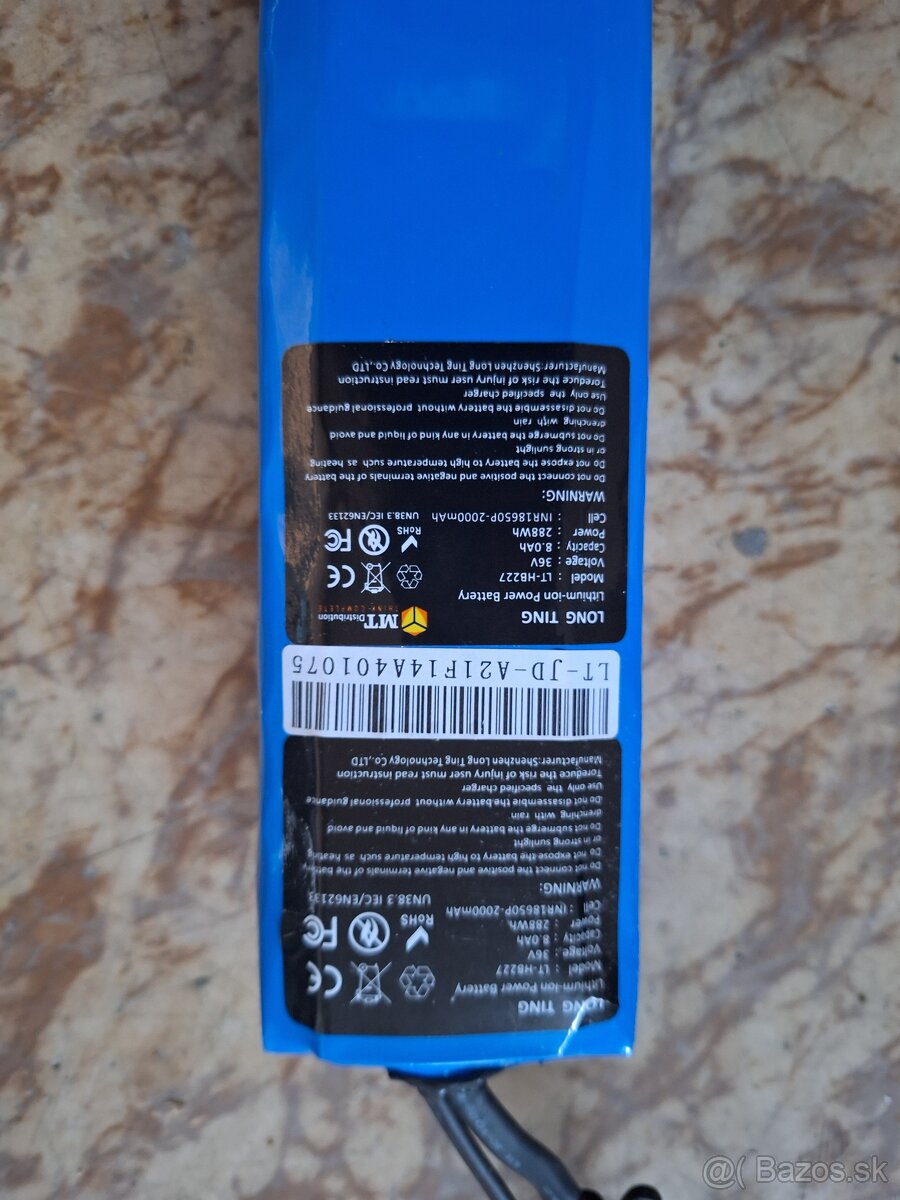 LONG TING
Lithium-ion Power Battery
MT Distribution
THINK COMPLETE
Model : LT-HB227
Voltage : 36V
Capacity : 8.0Ah
Power : 288Wh
Cell : INR18650P-2000mAh
CE
FC
RoHS
UN38.3 IEC/EN62133
WARNING:
Do not connect the positive and negative terminals of the battery
Do not expose the battery to high temperature such as heating
or in strong sunlight
Do not submerge the battery in any kind of liquid and avoid
drenching with rain
Do not disassemble the battery without professional guidance
Use only the specified charger
Toreduce the risk of injury user must read instruction
Manufacturer:Shenzhen Long Ting Technology Co.,LTD
LT-JD-A21F14A401075
LONG TING
Lithium-ion Power Battery
Model : LT-HB227
Voltage : 36V
Capacity : 8.0Ah
Power : 288Wh
Cell : INR18650P-2000mAh
CE
FC
RoHS
UN38.3 IEC/EN62133
WARNING:
Do not connect the positive and negative terminals of the battery
Do not expose the battery to high temperature such as heating
or in strong sunlight
Do not submerge the battery in any kind of liquid and avoid
drenching with rain
Do not disassemble the battery without professional guidance
Use only the specified charger
Toreduce the risk of injury user must read instruction
Manufacturer:Shenzhen Long Ting Technology Co.,LTD
@( Bazos.sk